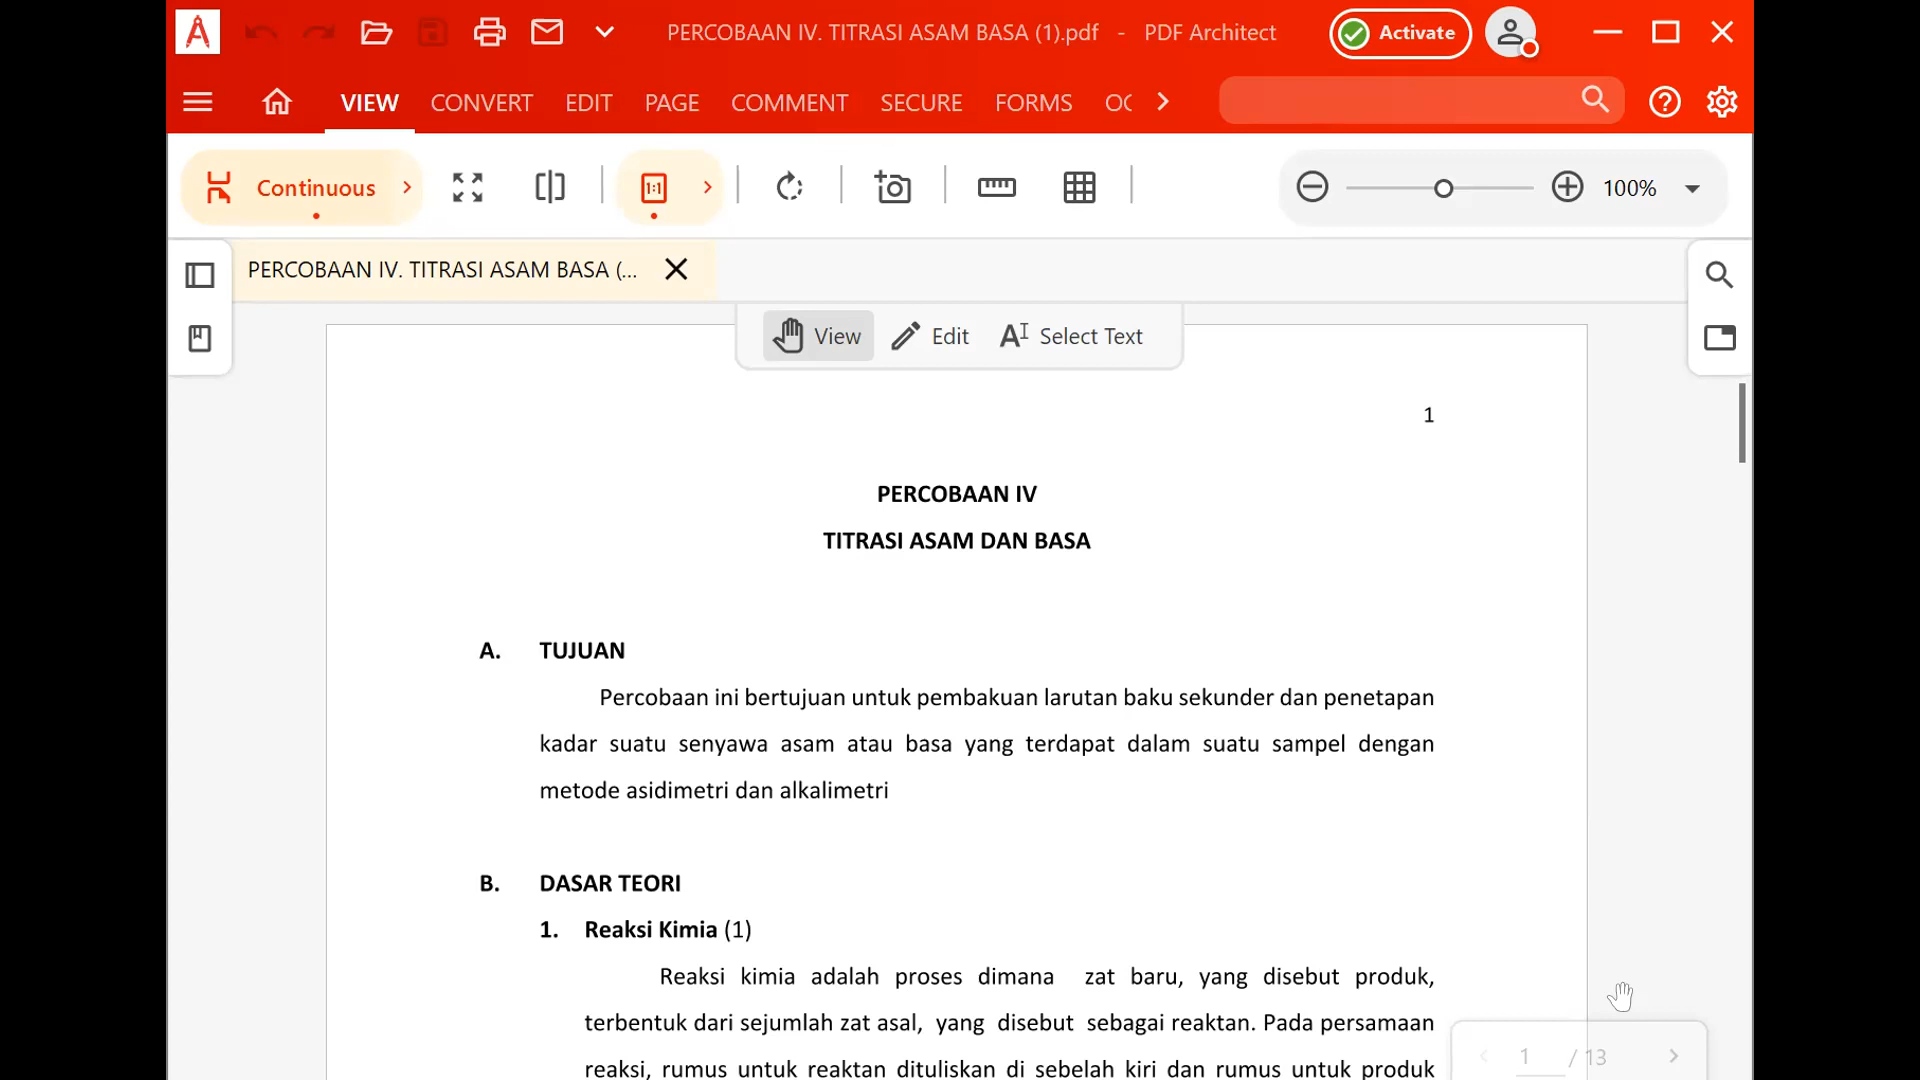 PERCOBAAN IV. TITRASI ASAM BASA (1).pdf - PDF Architect
Activate
VIEW CONVERT EDIT PAGE COMMENT SECURE FORMS OC
Continuous
1:1
100%
PERCOBAAN IV. TITRASI ASAM BASA (...
View Edit Select Text
1
PERCOBAAN IV
TITRASI ASAM DAN BASA
A. TUJUAN
Percobaan ini bertujuan untuk pembakuan larutan baku sekunder dan penetapan
kadar suatu senyawa asam atau basa yang terdapat dalam suatu sampel dengan
metode asidimetri dan alkalimetri
B. DASAR TEORI
1. Reaksi Kimia (1)
Reaksi kimia adalah proses dimana zat baru, yang disebut produk,
terbentuk dari sejumlah zat asal, yang disebut sebagai reaktan. Pada persamaan
reaksi, rumus untuk reaktan dituliskan di sebelah kiri dan rumus untuk produk
1 / 13